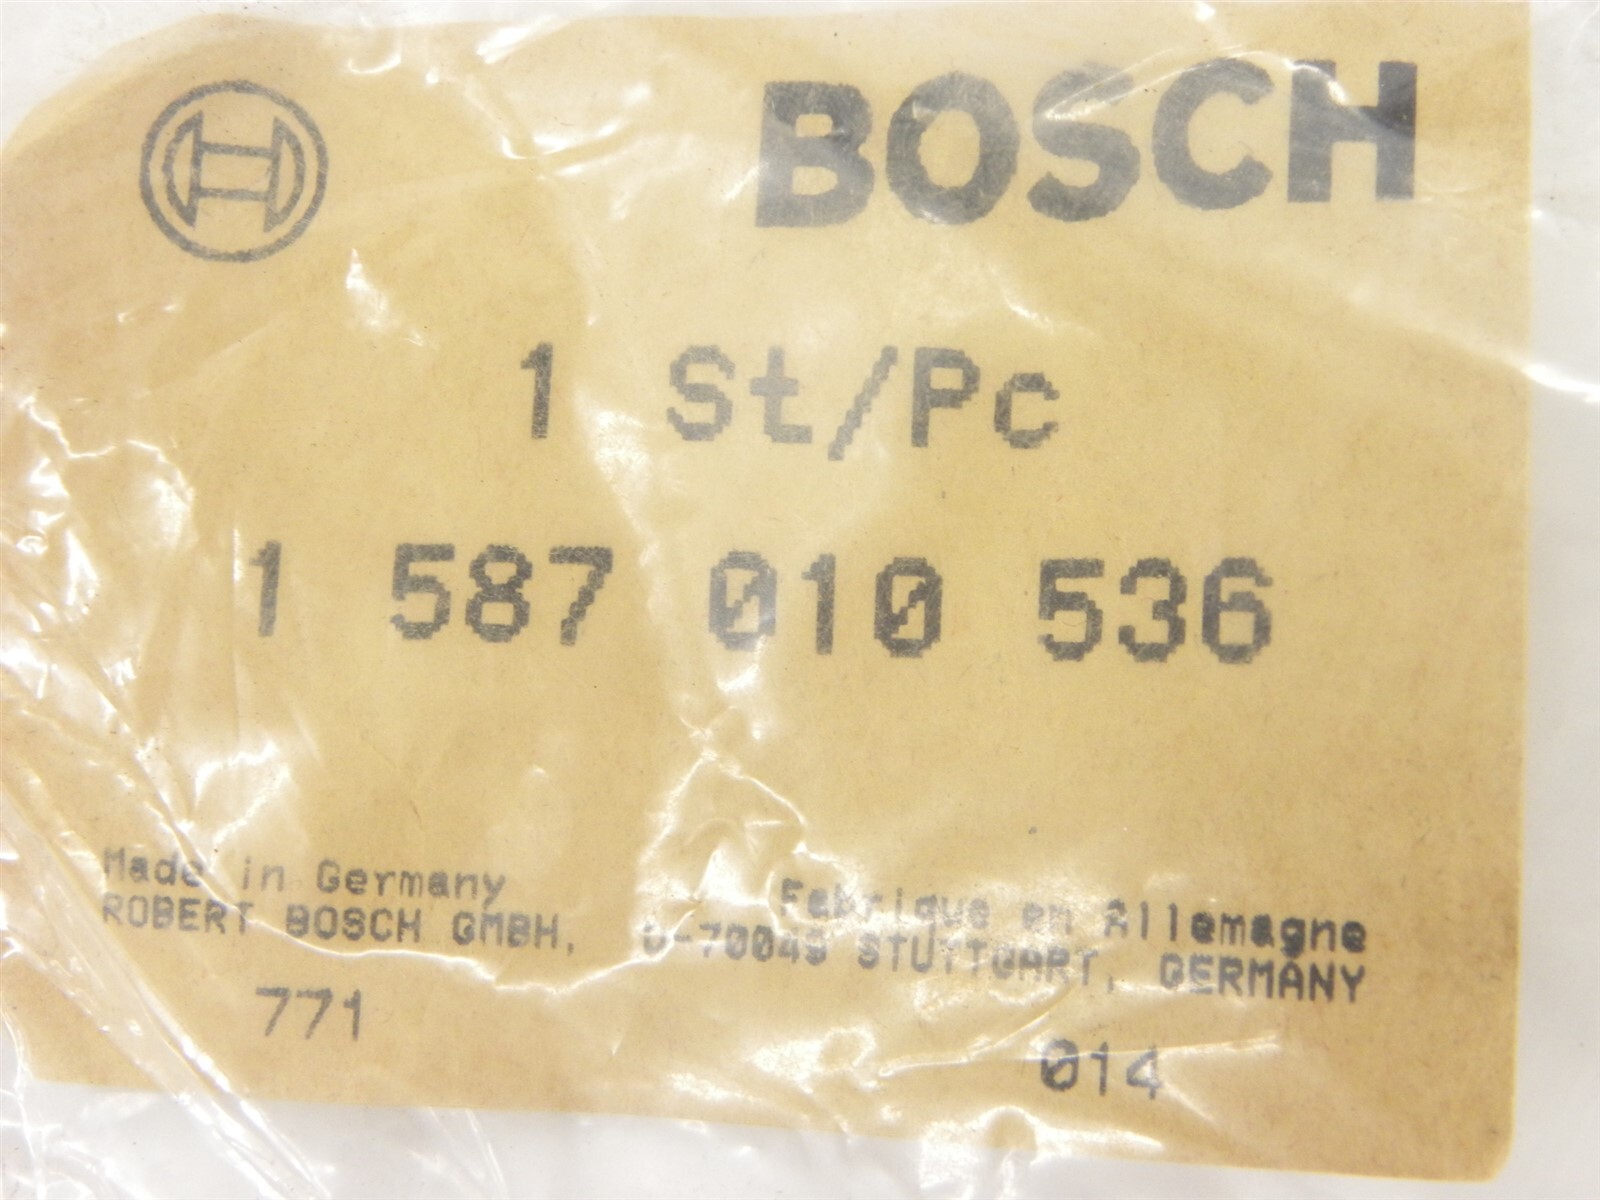 BOSCH
1 St/Pc
1 587 010 536
Made in Germany Fabrique en Allemagne
ROBERT BOSCH GMBH, D-70049 STUTTGART, GERMANY
771
014